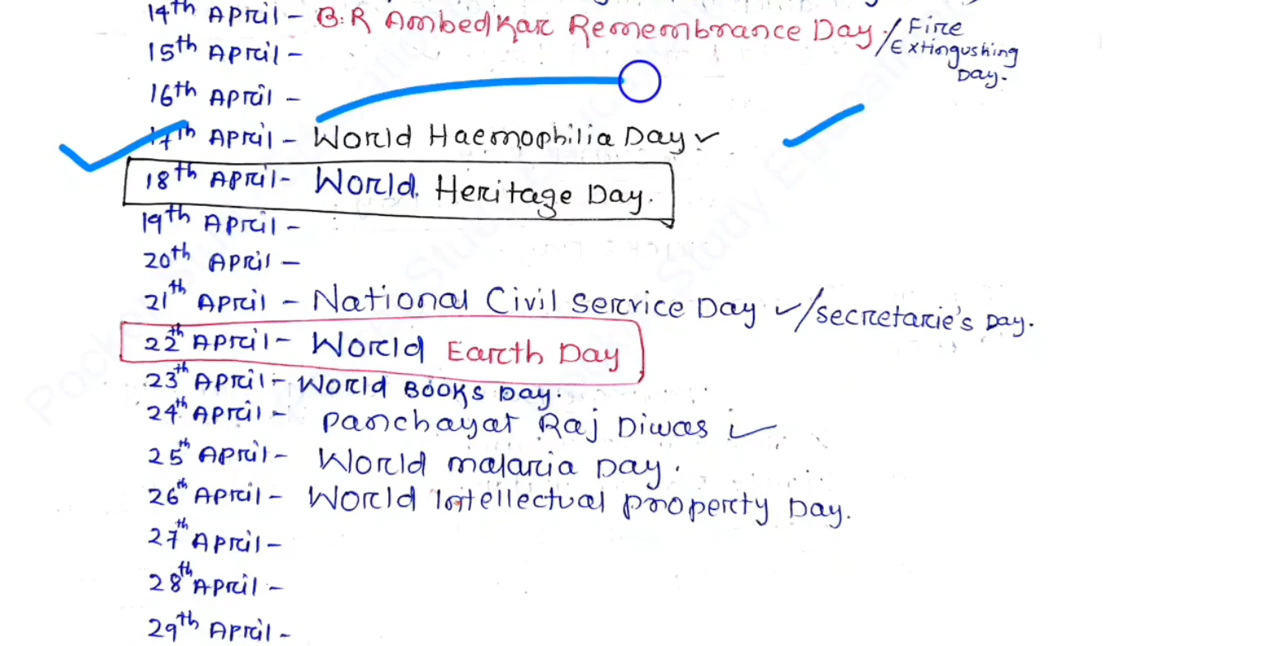 14th April - B.R Ambedkar Remembrance Day / Fire Extingushing Day.
15th April -
16th April -
17th April - World Haemophilia Day
18th April - World Heritage Day.
19th April -
20th April -
21th April - National Civil Service Day / secretarie's Day.
22th April - World Earth Day
23th April - World Books Day.
24th April - Panchayat Raj Diwas
25th April - World malaria Day.
26th April - World Intellectual property Day.
27th April -
28th April -
29th April -